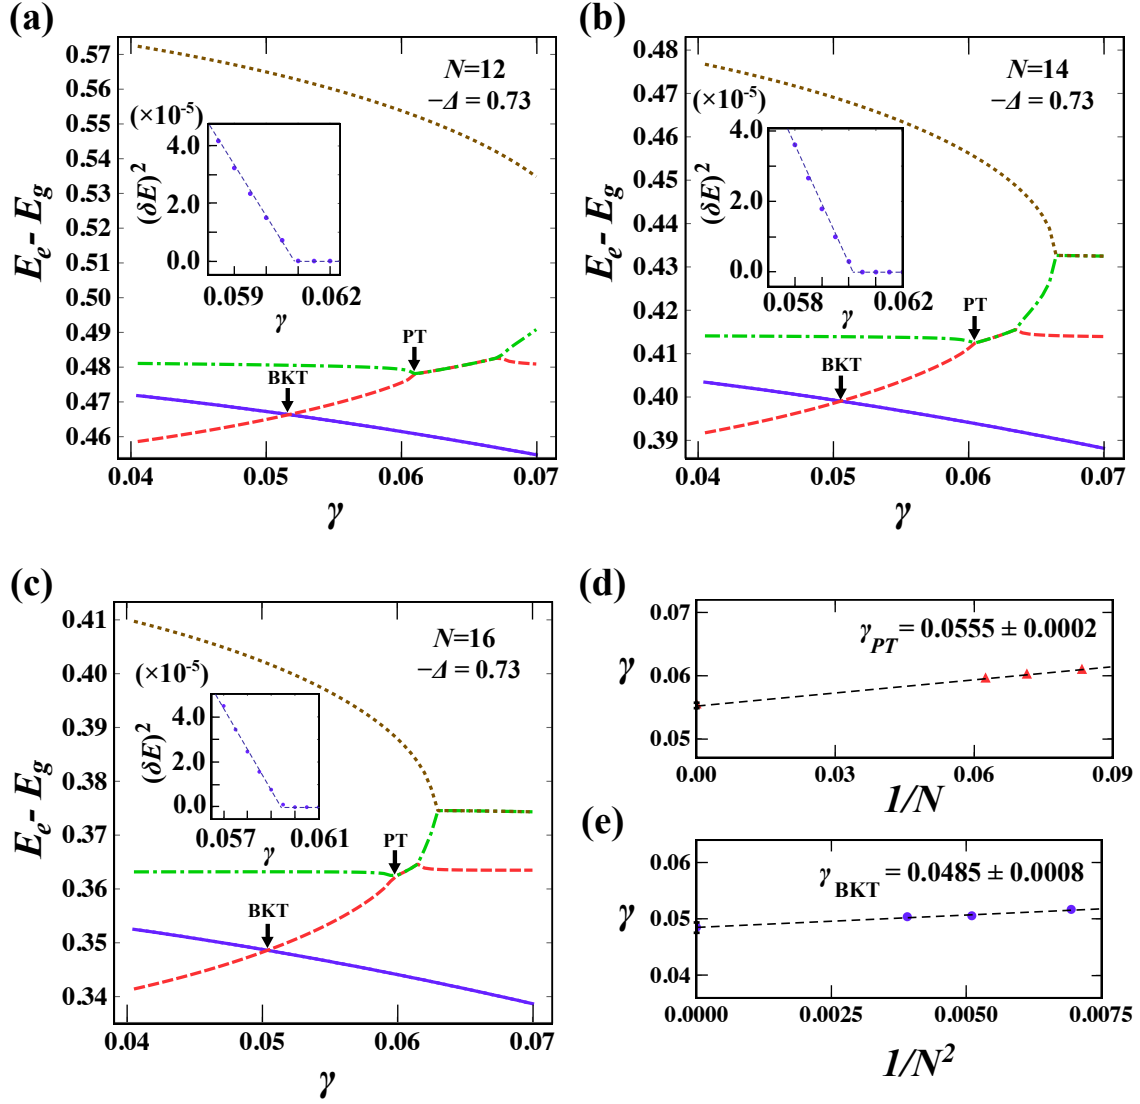 (a)
0.57
0.56
0.55
0.54
0.53
0.52
0.51
0.50
0.49
0.48
0.47
0.46
E_e - E_g
N=12
−Δ = 0.73
(×10^-5)
4.0
2.0
0.0
(δE)^2
0.059
0.062
γ
PT
BKT
0.04
0.05
0.06
0.07
γ
(b)
0.48
0.47
0.46
0.45
0.44
0.43
0.42
0.41
0.40
0.39
E_e - E_g
N=14
−Δ = 0.73
(×10^-5)
4.0
2.0
0.0
(δE)^2
0.058
0.062
γ
PT
BKT
0.04
0.05
0.06
0.07
γ
(c)
0.41
0.40
0.39
0.38
0.37
0.36
0.35
0.34
E_e - E_g
N=16
−Δ = 0.73
(×10^-5)
4.0
2.0
0.0
(δE)^2
0.057
0.061
γ
PT
BKT
0.04
0.05
0.06
0.07
γ
(d)
0.07
0.06
0.05
γ
γ_PT = 0.0555 ± 0.0002
0.00
0.03
0.06
0.09
1/N
(e)
0.06
0.05
0.04
γ
γ_BKT = 0.0485 ± 0.0008
0.0000
0.0025
0.0050
0.0075
1/N^2